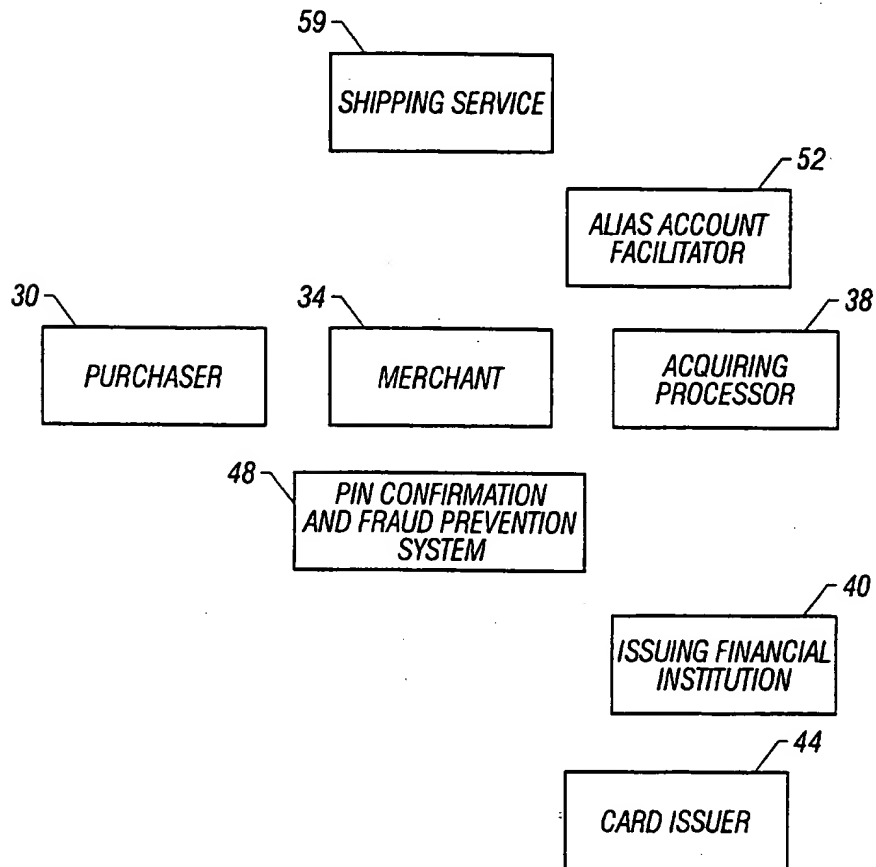 59
SHIPPING SERVICE
52
ALIAS ACCOUNT
FACILITATOR
30
PURCHASER
34
MERCHANT
38
ACQUIRING
PROCESSOR
48
PIN CONFIRMATION
AND FRAUD PREVENTION
SYSTEM
40
ISSUING FINANCIAL
INSTITUTION
44
CARD ISSUER